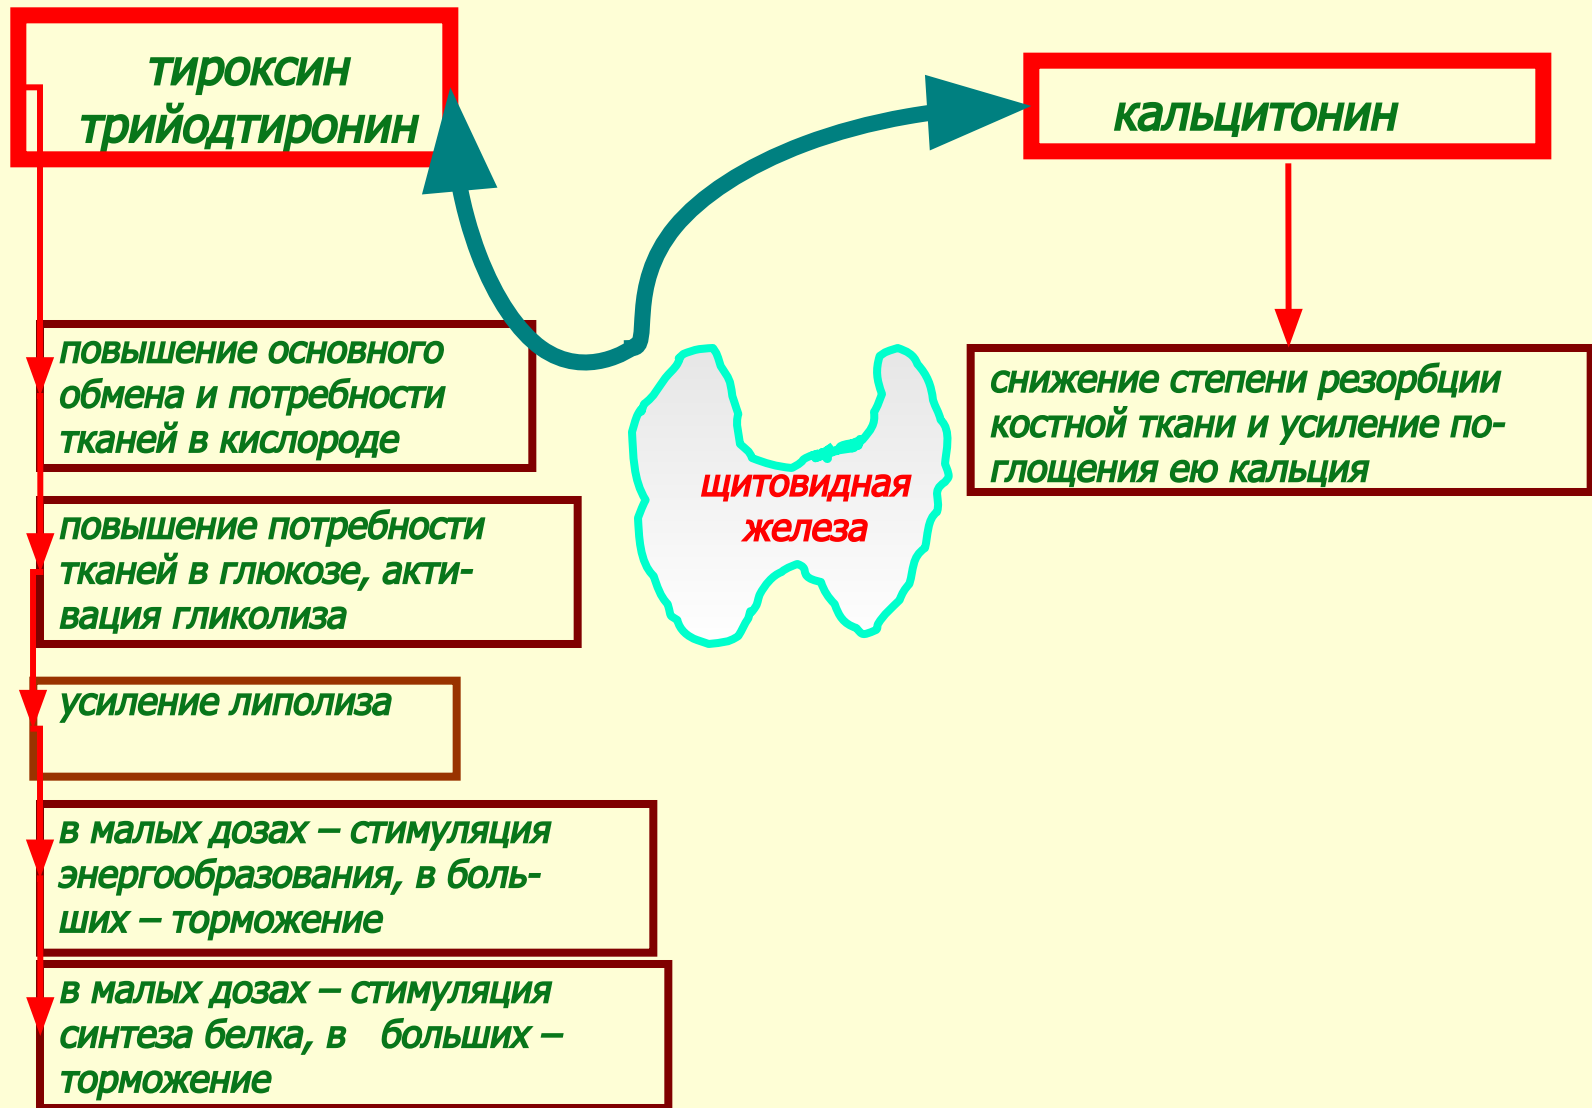 тироксин
трийодтиронин
кальцитонин
повышение основного
обмена и потребности
тканей в кислороде
повышение потребности
тканей в глюкозе, акти-
вация гликолиза
усиление липолиза
в малых дозах – стимуляция
энергообразования, в боль-
ших – торможение
в малых дозах – стимуляция
синтеза белка, в больших –
торможение
щитовидная
железа
снижение степени резорбции
костной ткани и усиление по-
глощения ею кальция